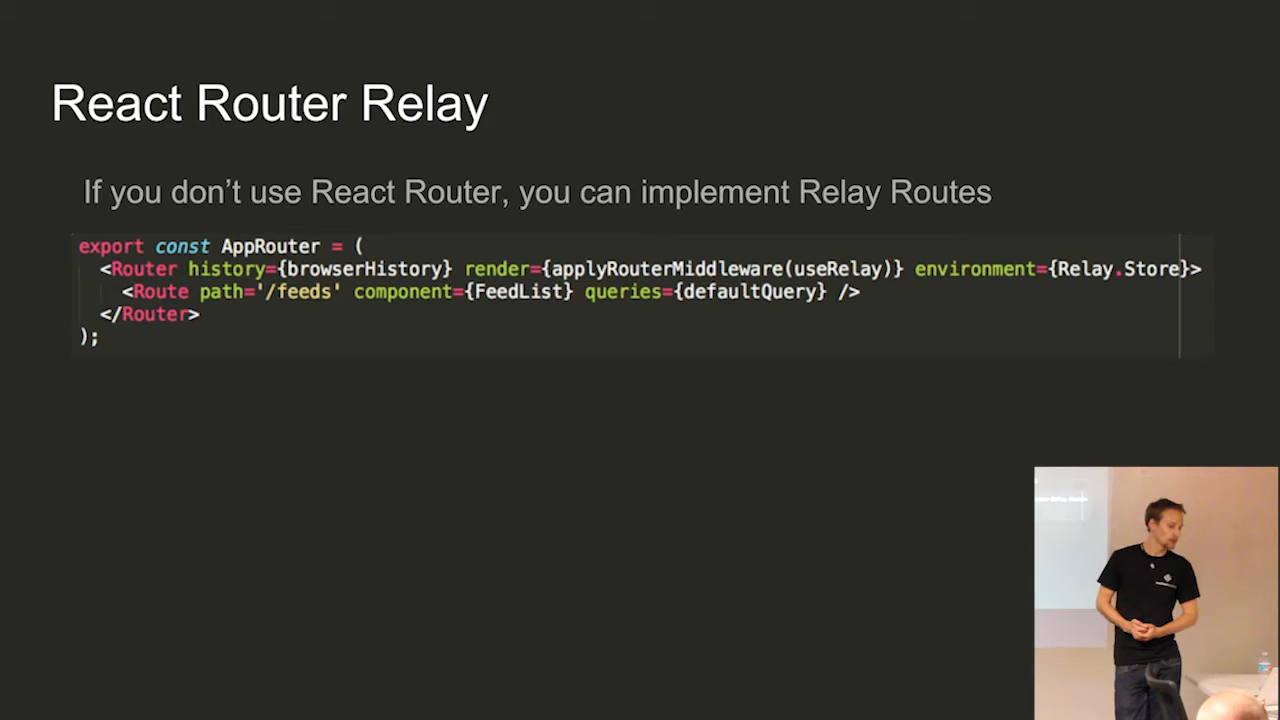 React Router Relay
If you don’t use React Router, you can implement Relay Routes
export const AppRouter = (
<Router history={browserHistory} render={applyRouterMiddleware(useRelay)} environment={Relay.Store}>
<Route path='/feeds' component={FeedList} queries={defaultQuery} />
</Router>
);